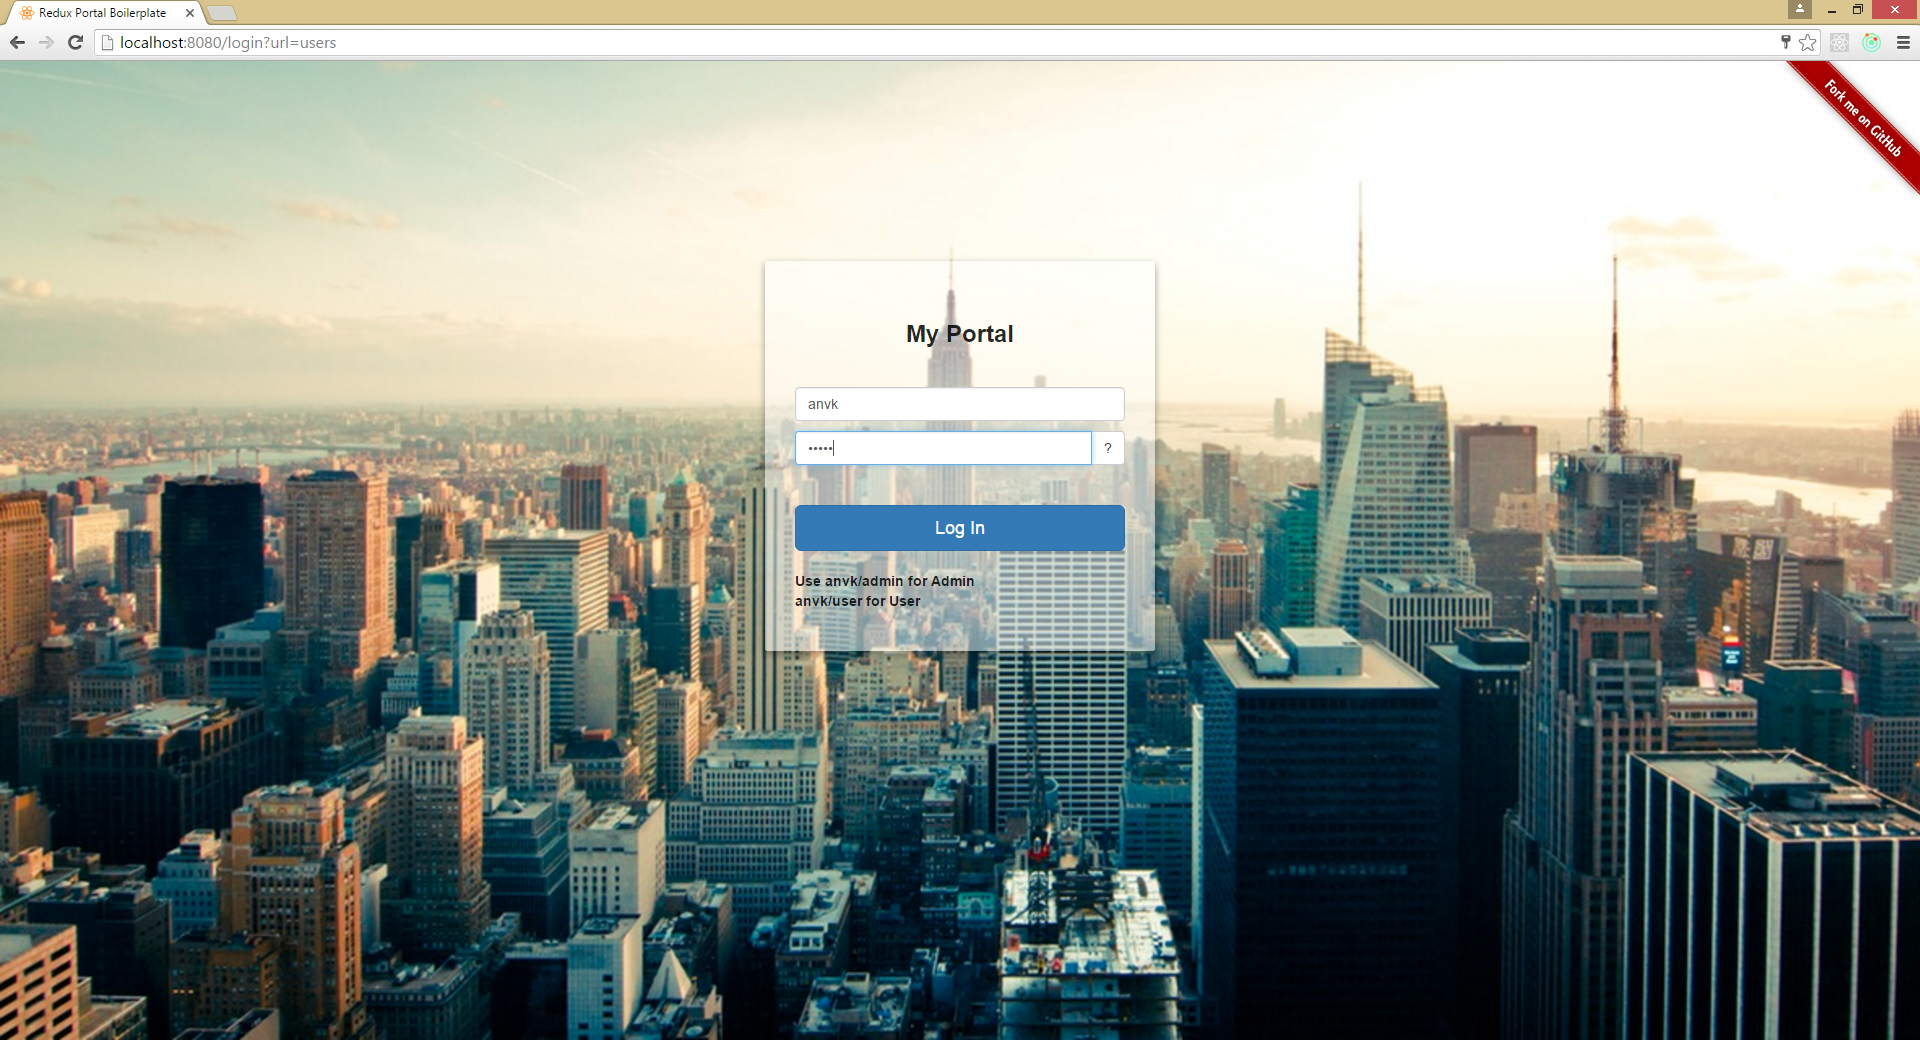 Redux Portal Boilerplate
localhost:8080/login?url=users
Fork me on GitHub
My Portal
anvk
•••••
?
Log In
Use anvk/admin for Admin
anvk/user for User